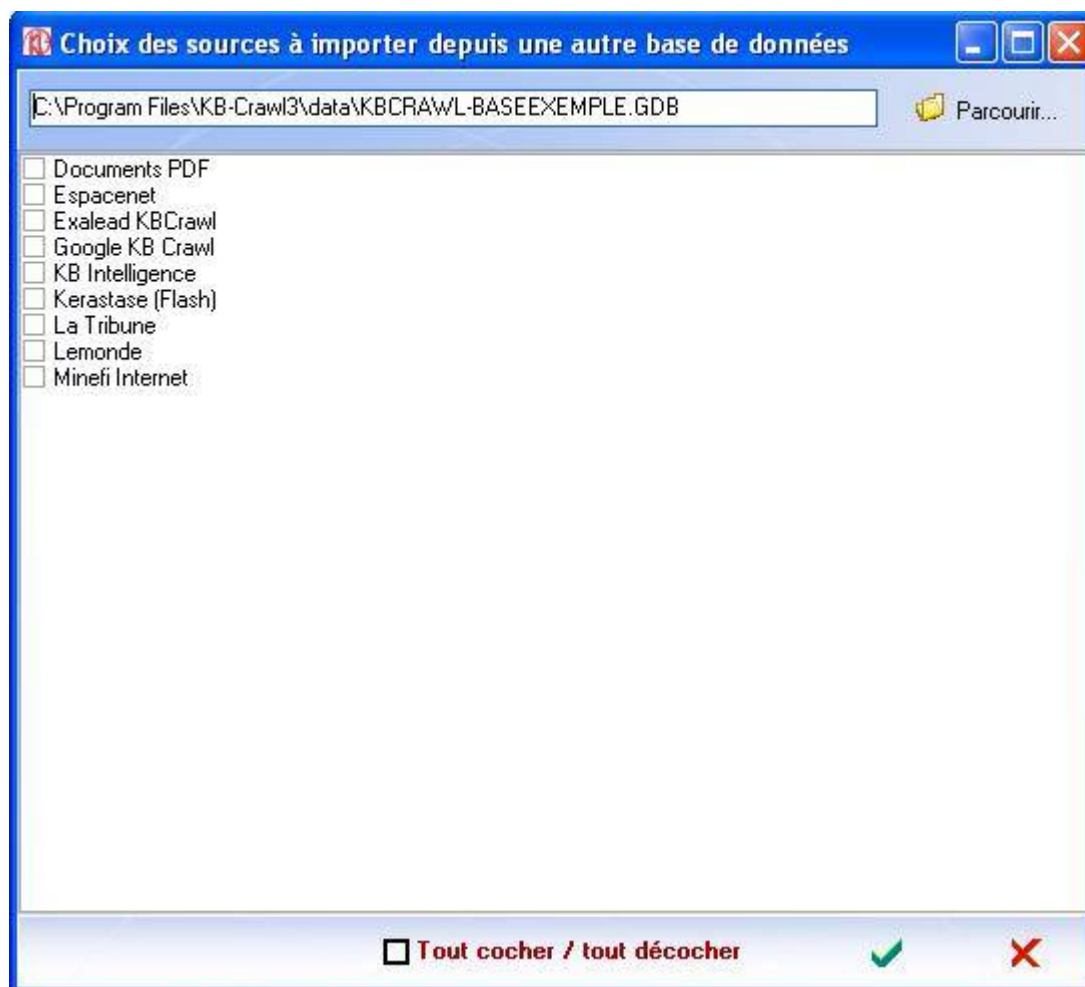 Choix des sources à importer depuis une autre base de données
C:\Program Files\KB-Crawl3\data\KBCRAWL-BASEEXEMPLE.GDB Parcourir...
Documents PDF
Espacenet
Exalead KBCrawl
Google KB Crawl
KB Intelligence
Kerastase (Flash)
La Tribune
Lemonde
Minefi Internet
Tout cocher / tout décocher